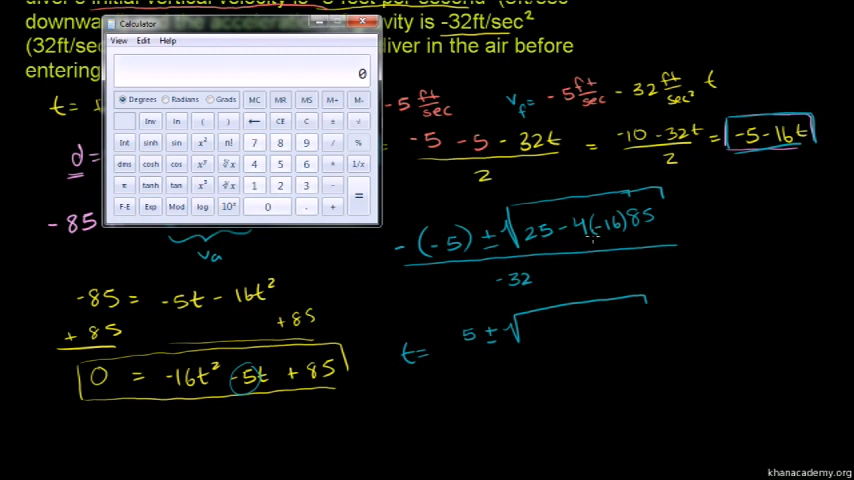 diver's initial vertical velocity is -5 feet per second (5ft/sec
downwa
vity is -32ft/sec²
(32ft/se
diver in the air before
entering
Calculator
View Edit Help
0
Degrees Radians Grads MC MR MS M+ M-
Inv ln ( ) ← CE C ± √
Int sinh sin x² n! 7 8 9 / %
dms cosh cos xʸ ʸ√x 4 5 6 * 1/x
π tanh tan x³ ³√x 1 2 3 - =
F-E Exp Mod log 10ˣ 0 . +
t =
-5 ft/sec
v_f = -5 ft/sec - 32 ft/sec² t
d =
= (-5 - 5 - 32t)/2 = (-10 - 32t)/2 = -5 - 16t
-85
v_a
-(-5) ± √(25 - 4(-16)85
-32
-85 = -5t - 16t²
+85 +85
t = 5 ± √
0 = -16t² - 5t + 85
khanacademy.org